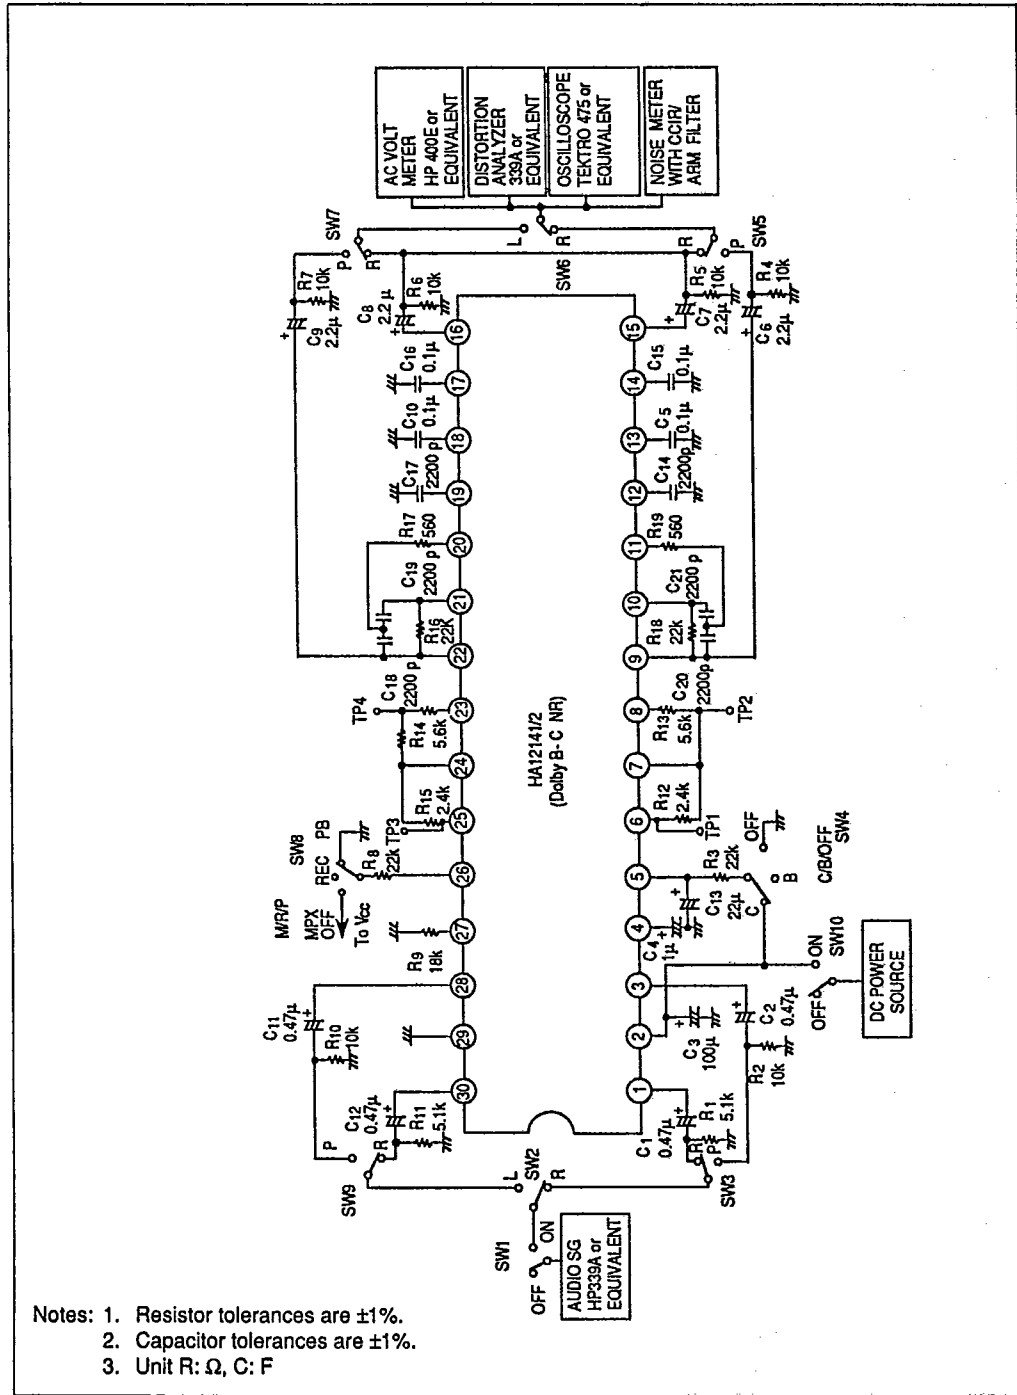 AC VOLT
METER
HP 400E or
EQUIVALENT
DISTORTION
ANALYZER
339A or
EQUIVALENT
OSCILLOSCOPE
TEKTRO 475 or
EQUIVALENT
NOISE METER
WITH CCIR/
ARM FILTER
SW7
P
R
L
R
SW6
R
P
SW5
R7
10k
C9
2.2µ
+
C8
2.2 µ
+
R6
10k
R5
10k
C7
2.2µ
+
R4
10k
C6
2.2µ
+
16
17
18
19
20
21
22
23
24
25
26
27
28
29
30
C16
0.1µ
C10
0.1µ
C17
2200 p
R17
560
C19
2200 p
R16
22k
C18
2200 p
TP4
R14
5.6k
R15
2.4k
TP3
SW8
REC
PB
R8
22k
M/R/P
MPX
OFF
To Vcc
R9
18k
C11
0.47µ
+
R10
10k
C12
0.47µ
+
R11
5.1k
P
R
SW9
HA12141/2
(Dolby B- C NR)
15
14
13
12
11
10
9
8
7
6
5
4
3
2
1
C15
0.1µ
C5
0.1µ
C14
2200p
R19
560
C21
2200 p
R18
22k
C20
2200p
R13
5.6k
TP2
R12
2.4k
TP1
OFF
B
C
C/B/OFF
SW4
R3
22k
C13
22µ
+
C4
1µ
+
C3
100µ
+
C2
0.47µ
+
R2
10k
C1
0.47µ
+
R1
5.1k
R
P
SW3
ON
SW10
OFF
DC POWER
SOURCE
L
SW2
R
SW1
ON
OFF
AUDIO SG
HP339A or
EQUIVALENT
Notes: 1. Resistor tolerances are ±1%.
2. Capacitor tolerances are ±1%.
3. Unit R: Ω, C: F